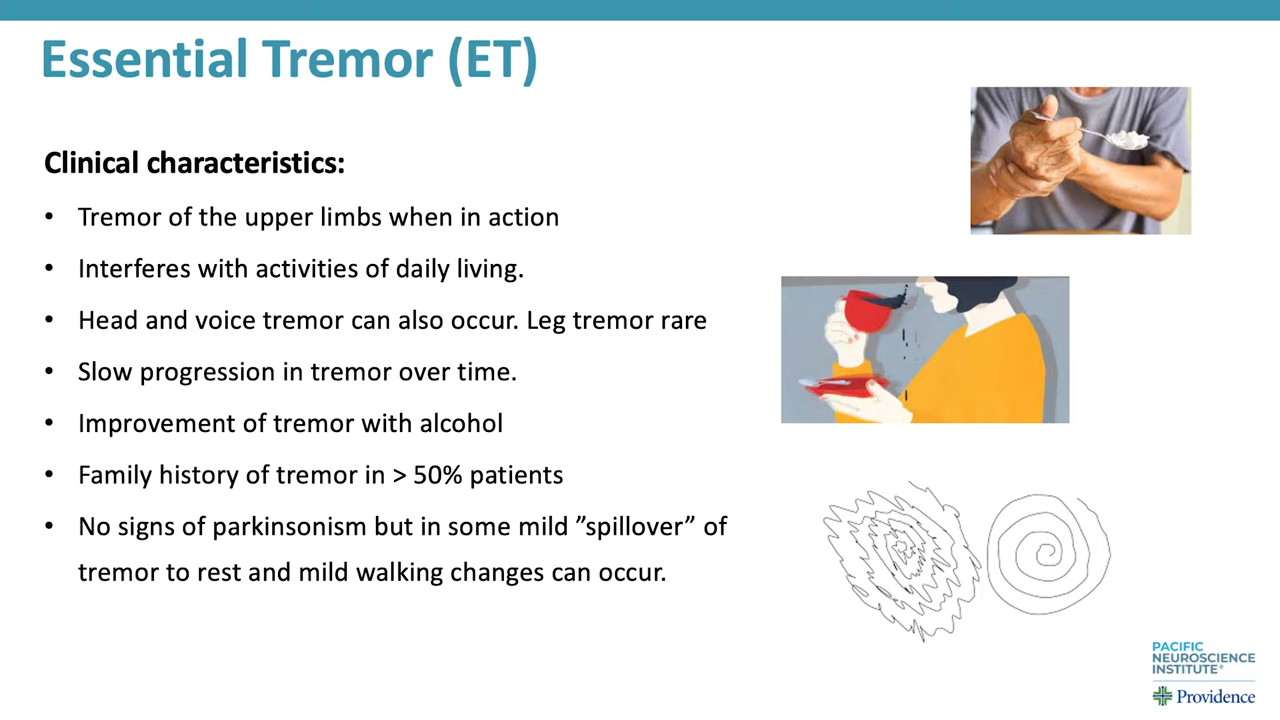 Essential Tremor (ET)
Clinical characteristics:
• Tremor of the upper limbs when in action
• Interferes with activities of daily living.
• Head and voice tremor can also occur. Leg tremor rare
• Slow progression in tremor over time.
• Improvement of tremor with alcohol
• Family history of tremor in > 50% patients
• No signs of parkinsonism but in some mild ”spillover” of
tremor to rest and mild walking changes can occur.
PACIFIC
NEUROSCIENCE
INSTITUTE®
Providence